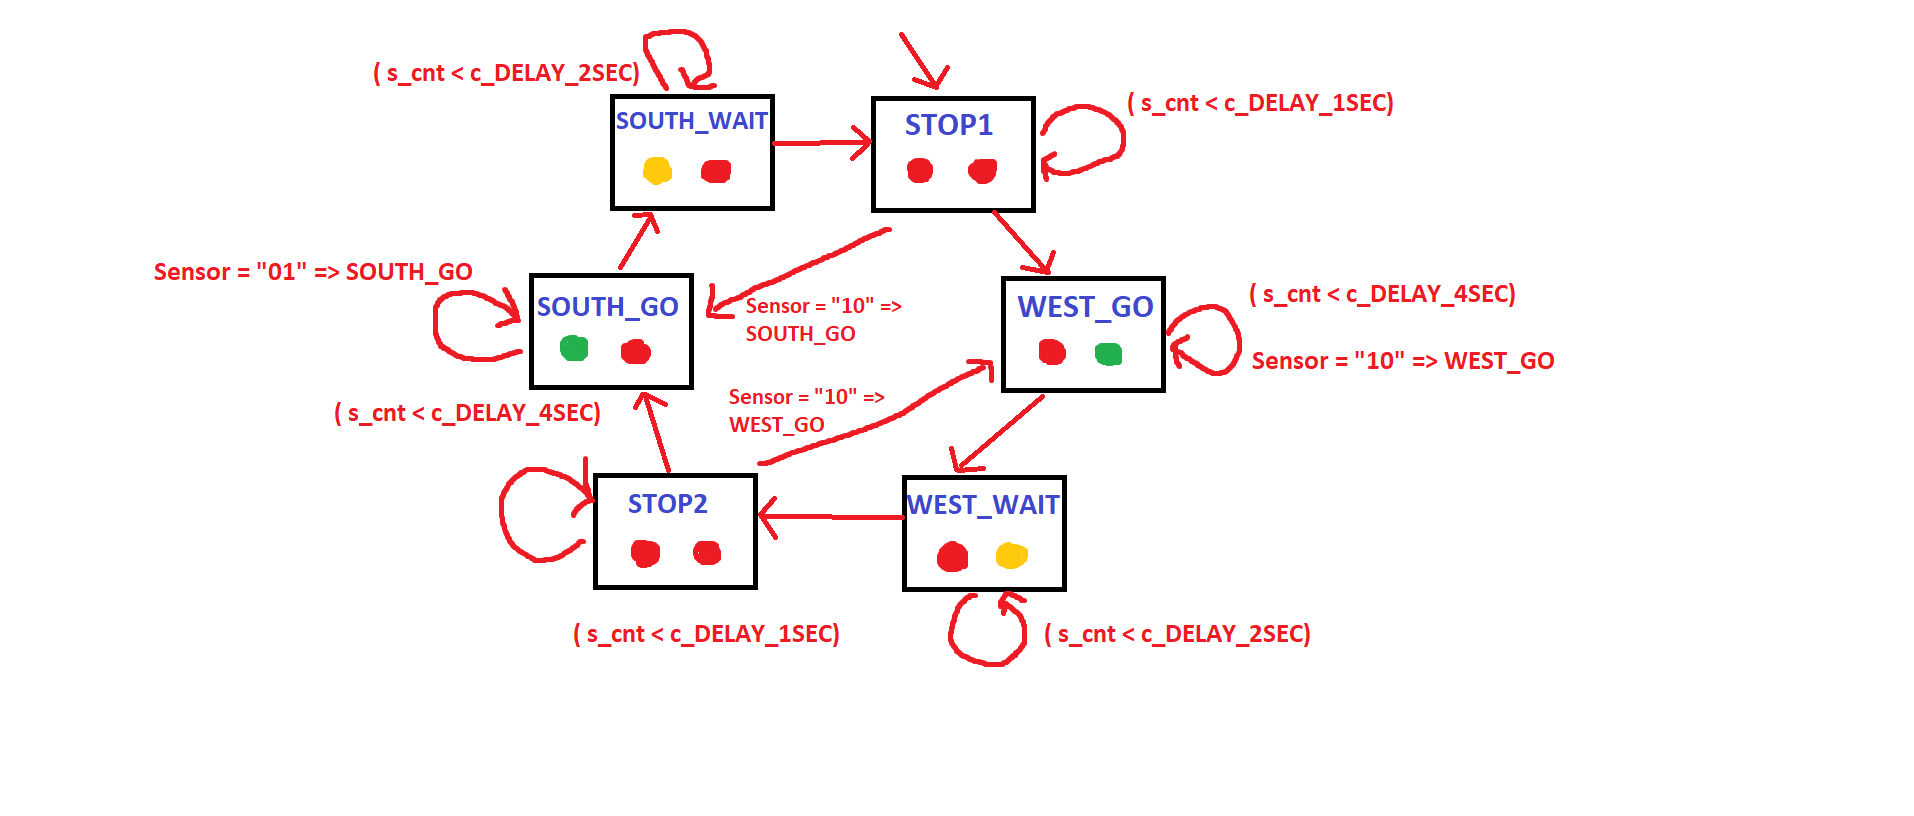 ( s_cnt < c_DELAY_2SEC)
SOUTH_WAIT
STOP1
( s_cnt < c_DELAY_1SEC)
Sensor = "01" => SOUTH_GO
SOUTH_GO
Sensor = "10" =>
SOUTH_GO
WEST_GO
( s_cnt < c_DELAY_4SEC)
Sensor = "10" => WEST_GO
( s_cnt < c_DELAY_4SEC)
Sensor = "10" =>
WEST_GO
STOP2
WEST_WAIT
( s_cnt < c_DELAY_1SEC)
( s_cnt < c_DELAY_2SEC)